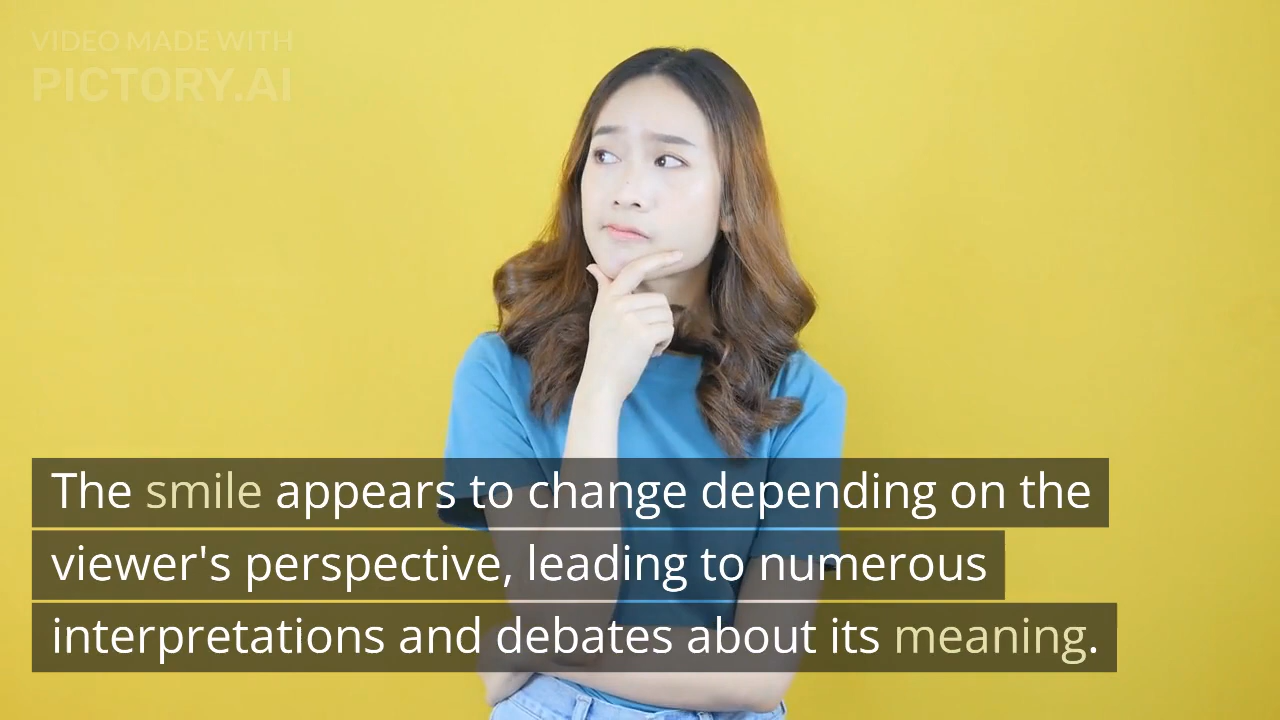 VIDEO MADE WITH
PICTORY.AI
The smile appears to change depending on the
viewer's perspective, leading to numerous
interpretations and debates about its meaning.